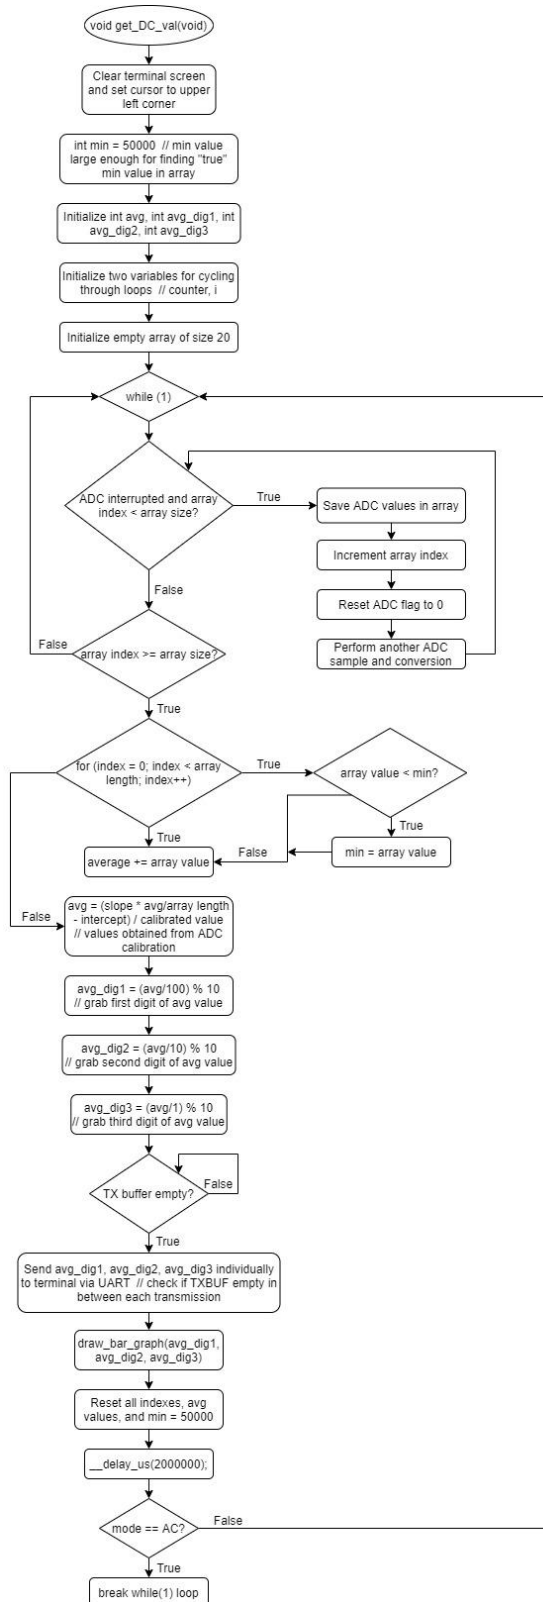 void get_DC_val(void)
Clear terminal screen
and set cursor to upper
left corner
int min = 50000 // min value
large enough for finding "true"
min value in array
Initialize int avg, int avg_dig1, int
avg_dig2, int avg_dig3
Initialize two variables for cycling
through loops // counter, i
Initialize empty array of size 20
while (1)
ADC interrupted and array
index < array size?
True
Save ADC values in array
Increment array index
Reset ADC flag to 0
Perform another ADC
sample and conversion
False
array index >= array size?
False
True
for (index = 0; index < array
length; index++)
True
array value < min?
True
min = array value
False
True
average += array value
False
avg = (slope * avg/array length
- intercept) / calibrated value
// values obtained from ADC
calibration
avg_dig1 = (avg/100) % 10
// grab first digit of avg value
avg_dig2 = (avg/10) % 10
// grab second digit of avg value
avg_dig3 = (avg/1) % 10
// grab third digit of avg value
TX buffer empty?
False
True
Send avg_dig1, avg_dig2, avg_dig3 individually
to terminal via UART // check if TXBUF empty in
between each transmission
draw_bar_graph(avg_dig1,
avg_dig2, avg_dig3)
Reset all indexes, avg
values, and min = 50000
__delay_us(2000000);
mode == AC?
False
True
break while(1) loop